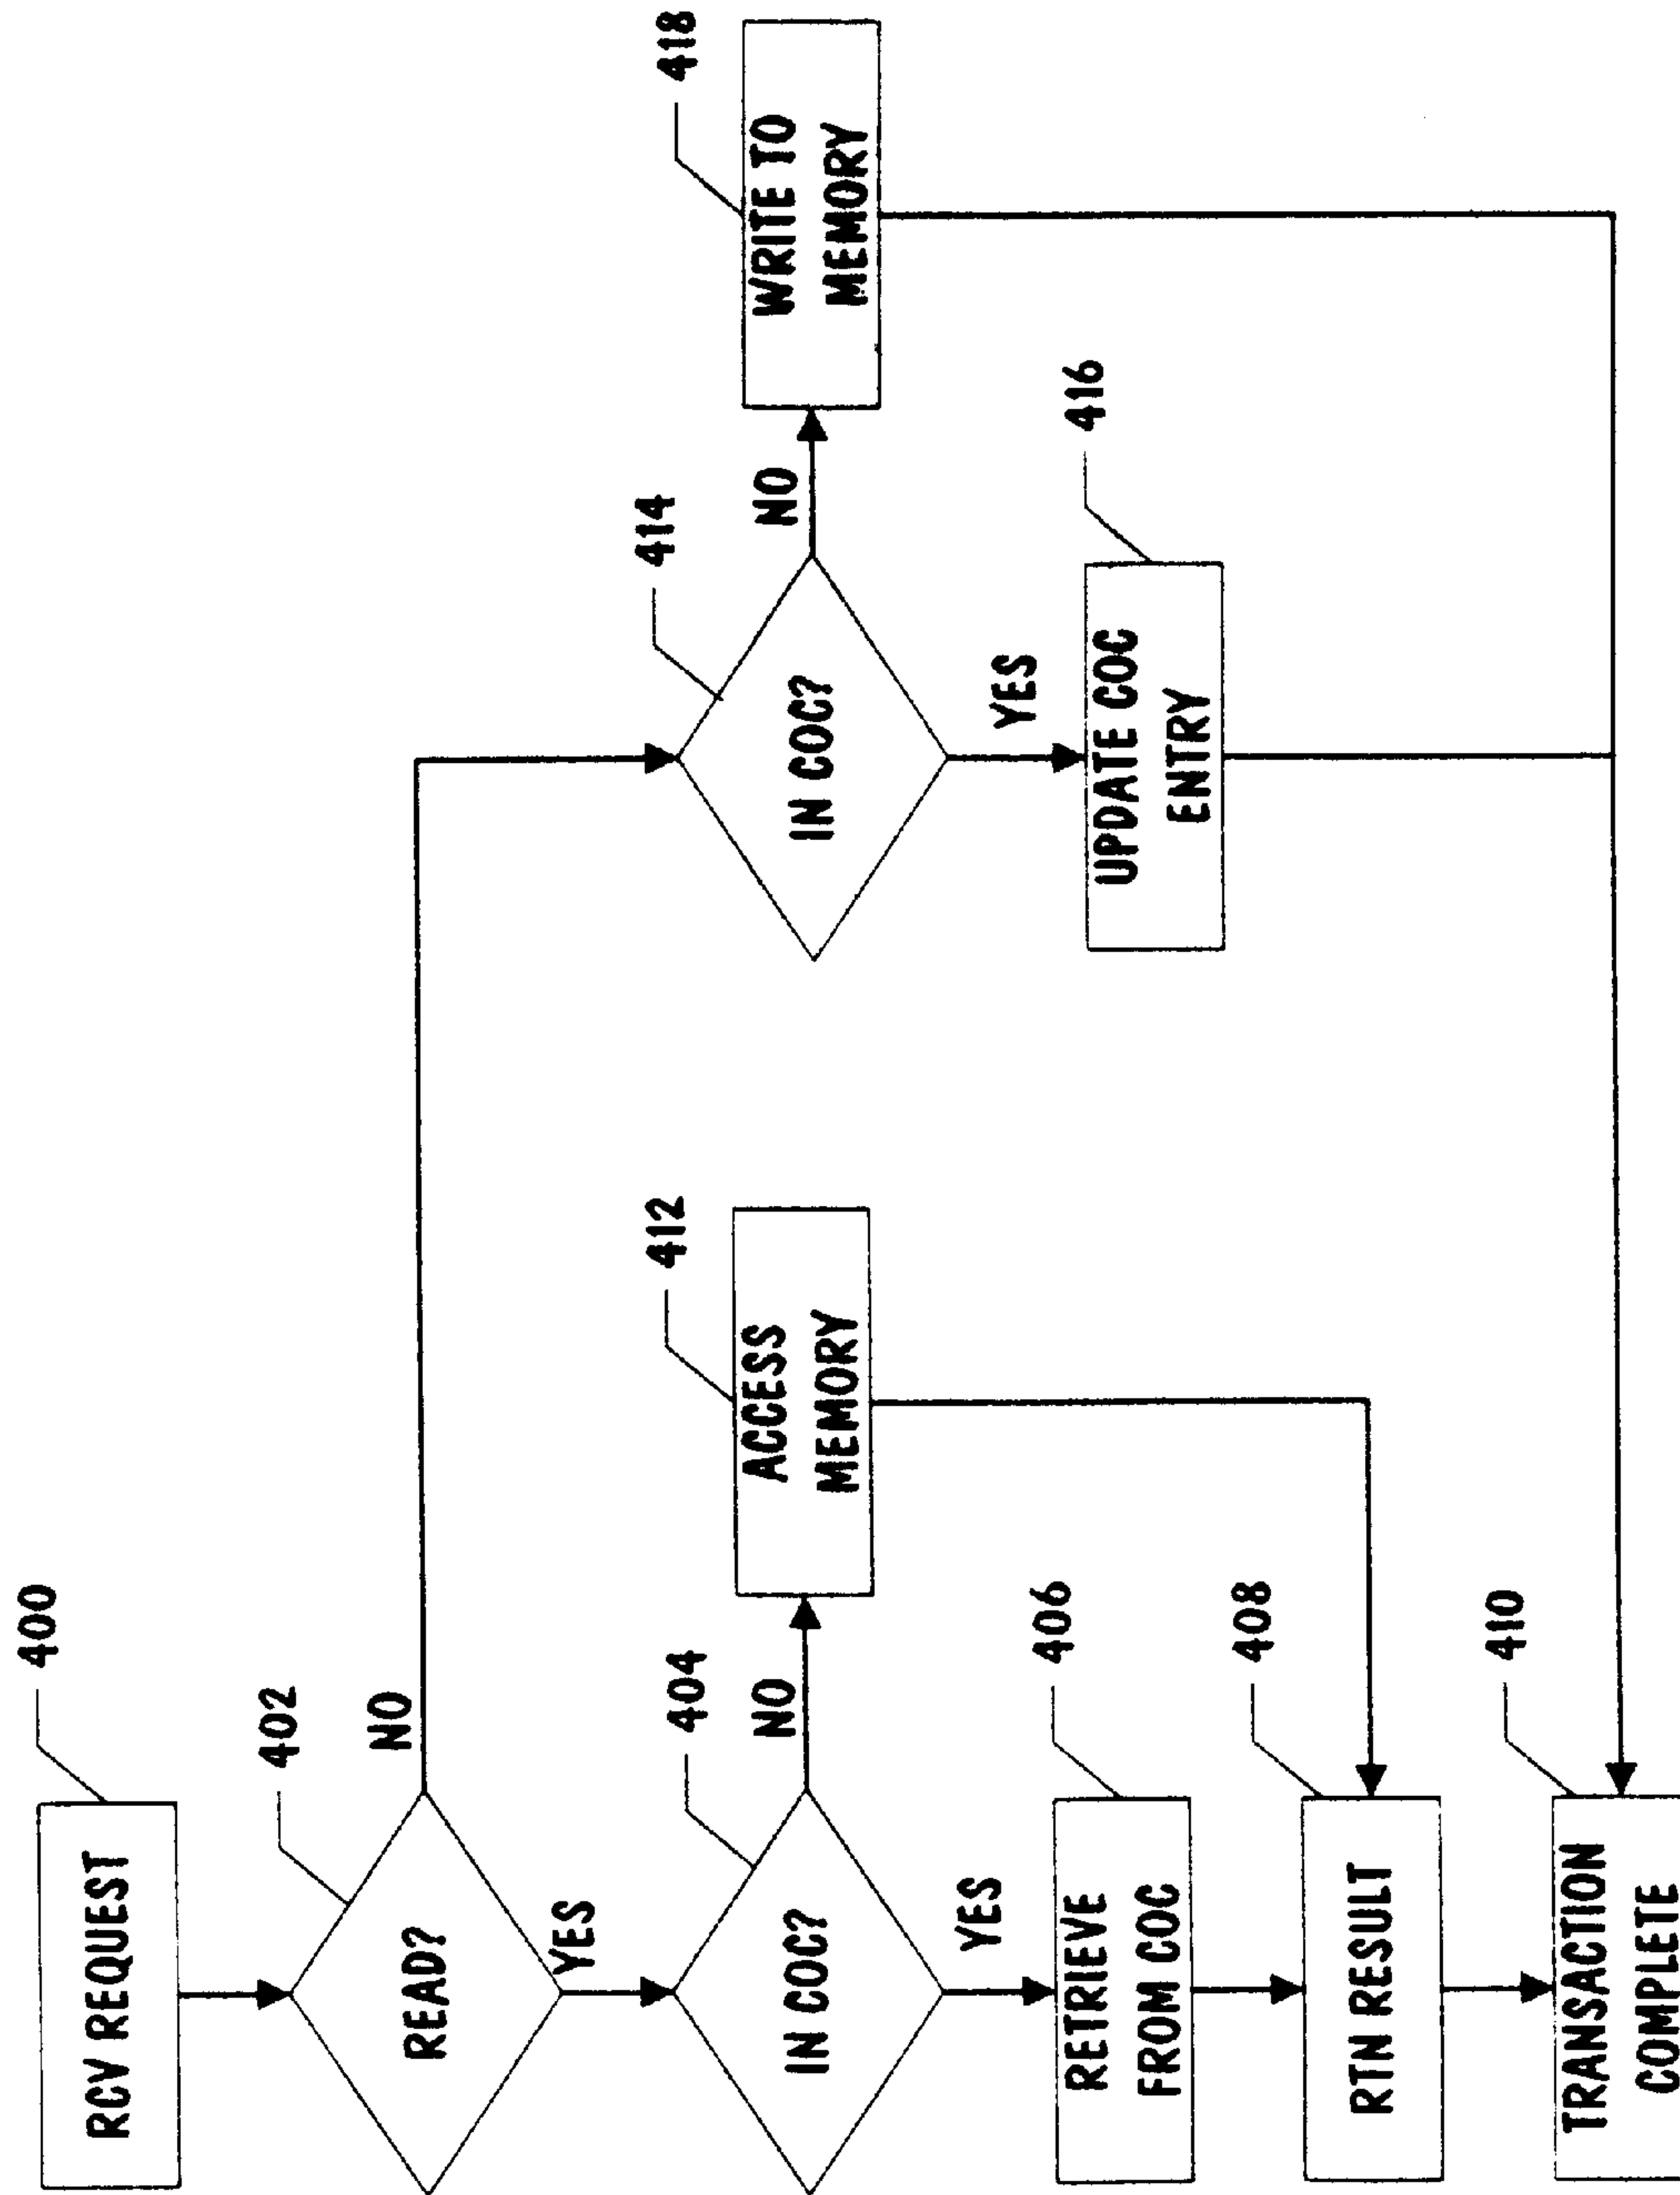 400
RCV REQUEST
402
READ?
NO
YES
404
IN COC?
NO
412
ACCESS
MEMORY
YES
406
RETRIEVE
FROM COC
408
RTN RESULT
410
TRANSACTION
COMPLETE
414
IN COC?
NO
418
WRITE TO
MEMORY
YES
416
UPDATE COC
ENTRY